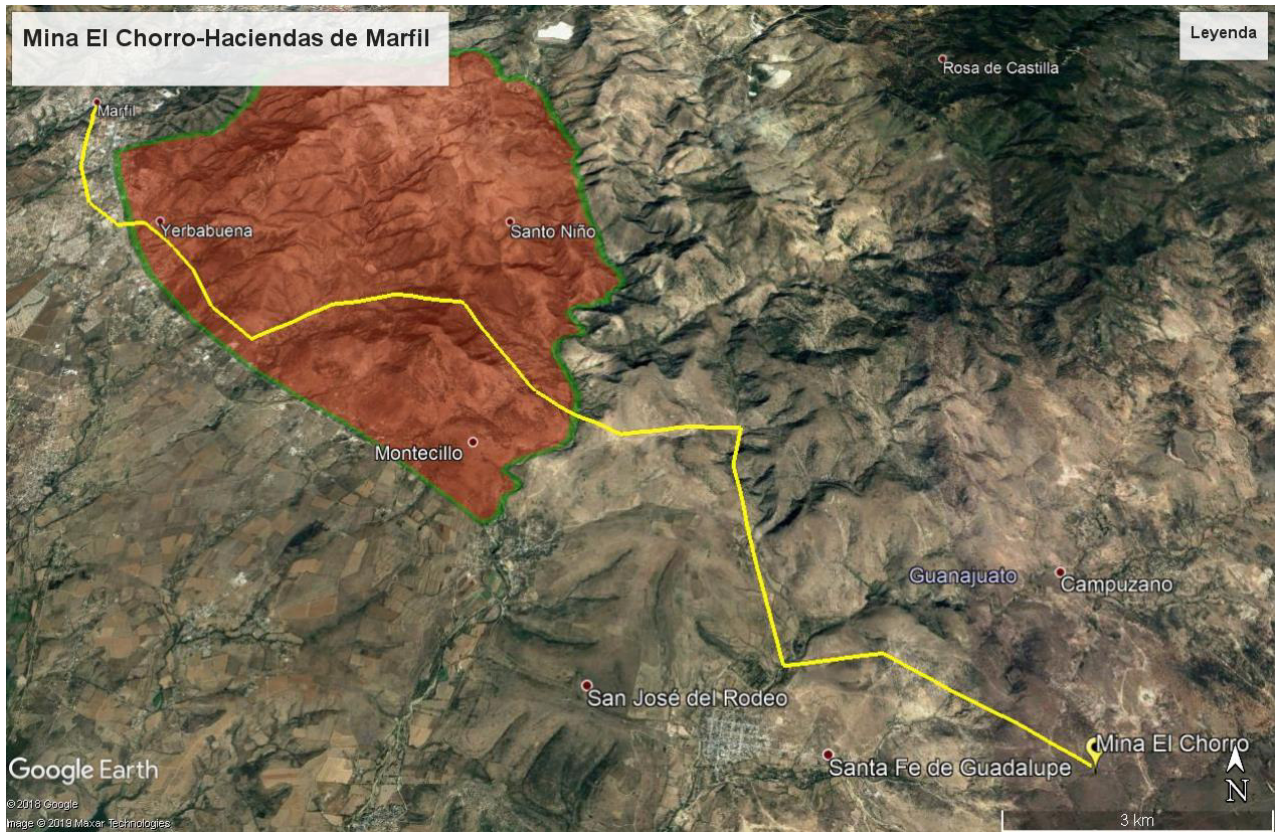 Mina El Chorro-Haciendas de Marfil
Leyenda
Rosa de Castilla
Marfil
Yerbabuena
Santo Niño
Montecillo
Guanajuato
Campuzano
San José del Rodeo
Mina El Chorro
Santa Fe de Guadalupe
Google Earth
N
© 2018 Google
Image © 2019 Maxar Technologies
3 km